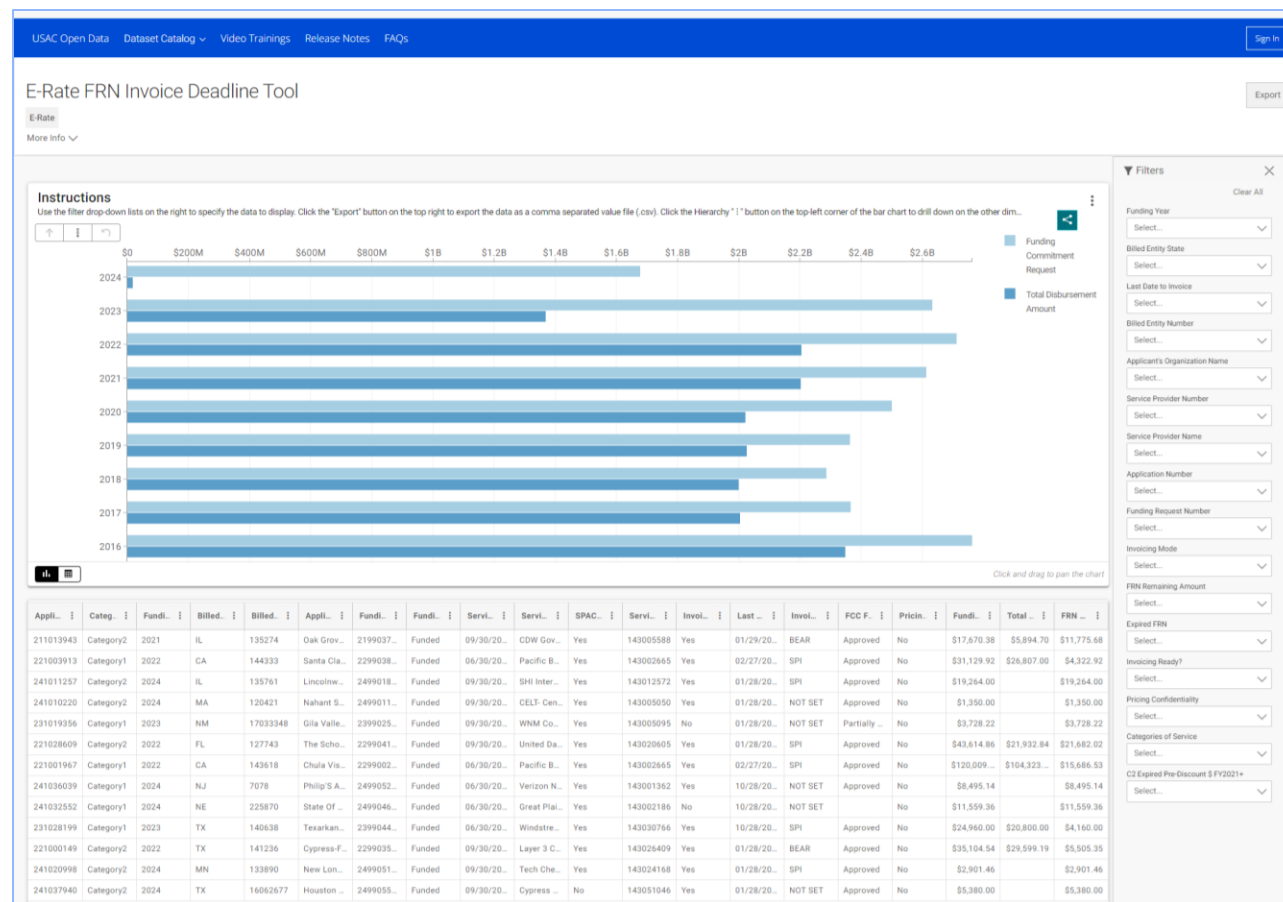 USAC Open Data Dataset Catalog Video Trainings Release Notes FAQs Sign In
E-Rate FRN Invoice Deadline Tool
Export
E-Rate
More Info
Filters
Clear All
Instructions
Use the filter drop-down lists on the right to specify the data to display. Click the "Export" button on the top right to export the data as a comma separated value file (.csv). Click the Hierarchy "⋮" button on the top-left corner of the bar chart to drill down on the other dim...
$0 $200M $400M $600M $800M $1B $1.2B $1.4B $1.6B $1.8B $2B $2.2B $2.4B $2.6B
Funding
Commitment
Request
Total Disbursement
Amount
2024
2023
2022
2021
2020
2019
2018
2017
2016
Click and drag to pan the chart
Funding Year
Select...
Billed Entity State
Select...
Last Date to Invoice
Select...
Billed Entity Number
Select...
Applicant's Organization Name
Select...
Service Provider Number
Select...
Service Provider Name
Select...
Application Number
Select...
Funding Request Number
Select...
Invoicing Mode
Select...
FRN Remaining Amount
Select...
Expired FRN
Select...
Invoicing Ready?
Select...
Pricing Confidentiality
Select...
Categories of Service
Select...
C2 Expired Pre-Discount $ FY2021+
Select...
Appli... Categ.. Fundi.. Billed.. Billed.. Appli... Fundi.. Fundi.. Servi... Servi... SPAC.. Servi... Invoi... Last ... Invoi... FCC F.. Pricin.. Fundi... Total .. FRN ...
211013943 Category2 2021 IL 135274 Oak Grov... 2199037... Funded 09/30/20... CDW Gov... Yes 143005588 Yes 01/29/20... BEAR Approved No $17,670.38 $5,894.70 $11,775.68
221003913 Category1 2022 CA 144333 Santa Cla... 2299038... Funded 06/30/20... Pacific B... Yes 143002665 Yes 02/27/20... SPI Approved No $31,129.92 $26,807.00 $4,322.92
241011257 Category2 2024 IL 135761 Lincolnw... 2499018... Funded 09/30/20... SHI Inter... Yes 143012572 Yes 01/28/20... SPI Approved No $19,264.00 $19,264.00
241010220 Category2 2024 MA 120421 Nahant S... 2499011... Funded 09/30/20... CELT- Cen... Yes 143005050 Yes 01/28/20... NOT SET Approved No $1,350.00 $1,350.00
231019356 Category1 2023 NM 17033348 Gila Valle... 2399025... Funded 09/30/20... WNM Co... Yes 143005095 No 01/28/20... NOT SET Partially ... No $3,728.22 $3,728.22
221028609 Category2 2022 FL 127743 The Scho... 2299041... Funded 09/30/20... United Da... Yes 143020605 Yes 01/28/20... SPI Approved No $43,614.86 $21,932.84 $21,682.02
221001967 Category1 2022 CA 143618 Chula Vis... 2299002... Funded 06/30/20... Pacific B... Yes 143002665 Yes 02/27/20... SPI Approved No $120,009.... $104,323.... $15,686.53
241036039 Category1 2024 NJ 7078 Philip'S A... 2499052... Funded 06/30/20... Verizon N... Yes 143001362 Yes 10/28/20... NOT SET Approved No $8,495.14 $8,495.14
241032552 Category1 2024 NE 225870 State Of ... 2499046... Funded 06/30/20... Great Plai... Yes 143002186 No 10/28/20... NOT SET No $11,559.36 $11,559.36
231028199 Category1 2023 TX 140638 Texarkan... 2399044... Funded 06/30/20... Windstre... Yes 143030766 Yes 10/28/20... SPI Approved No $24,960.00 $20,800.00 $4,160.00
221000149 Category2 2022 TX 141236 Cypress-F... 2299035... Funded 09/30/20... Layer 3 C... Yes 143026409 Yes 01/28/20... BEAR Approved No $35,104.54 $29,599.19 $5,505.35
241020998 Category2 2024 MN 133890 New Lon... 2499051... Funded 09/30/20... Tech Che... Yes 143024168 Yes 01/28/20... SPI Approved No $2,901.46 $2,901.46
241037940 Category2 2024 TX 16062677 Houston ... 2499055... Funded 09/30/20... Cypress ... No 143051046 Yes 01/28/20... NOT SET Approved No $5,380.00 $5,380.00